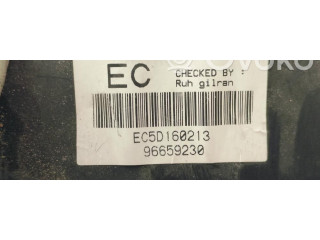 EC CHECKED BY :
Ruh gilran
EC5D160213
96659230